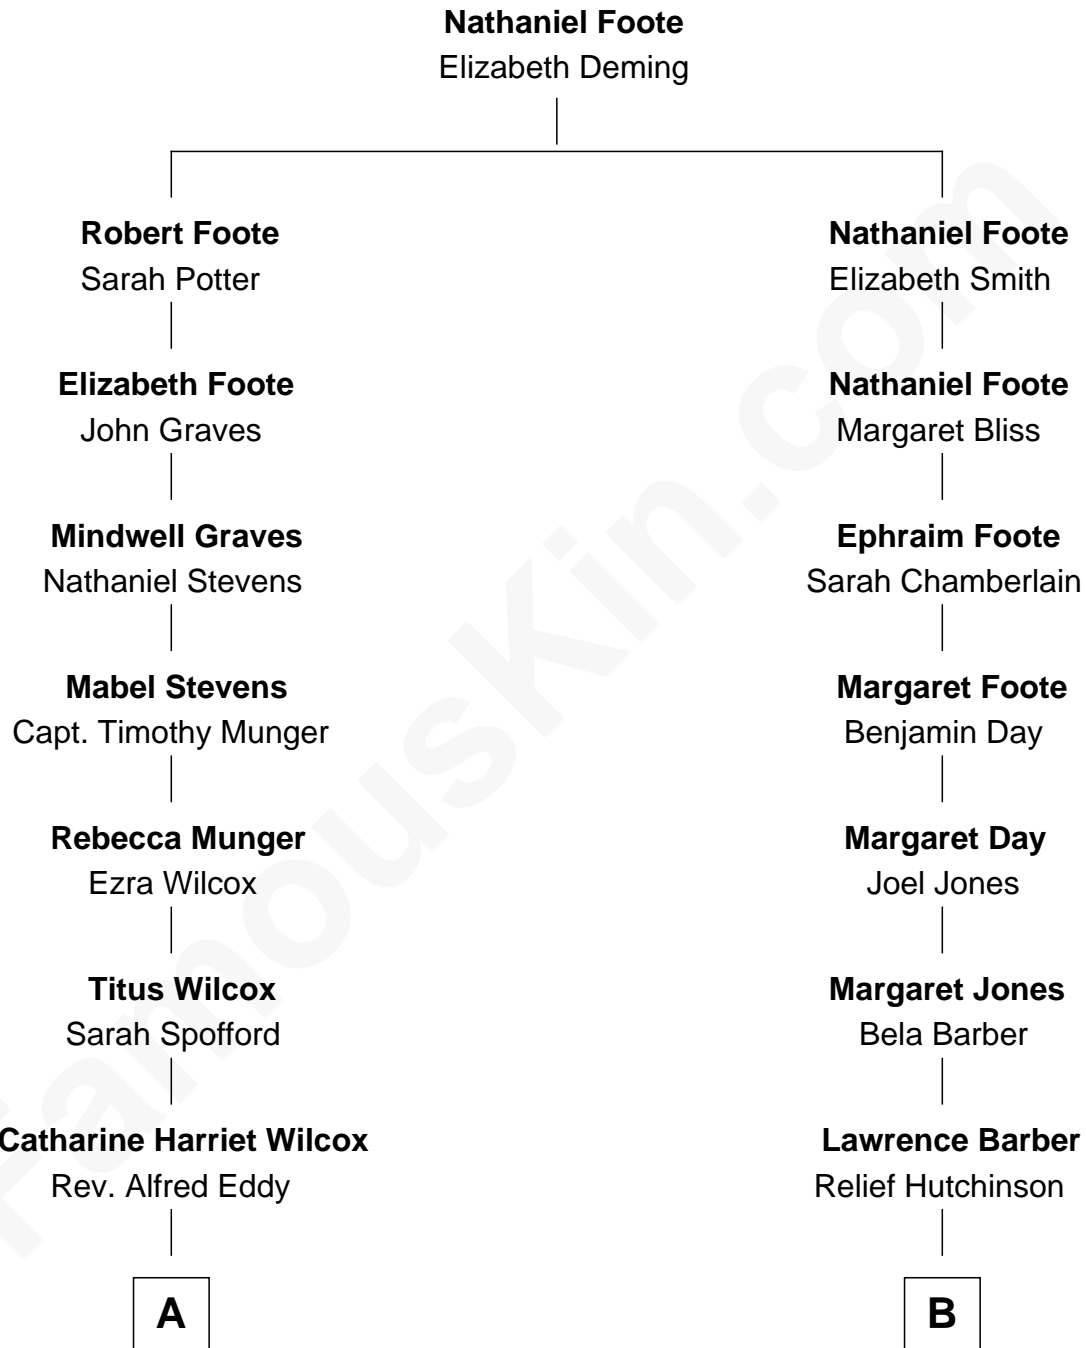 Nathaniel Foote
Elizabeth Deming
Robert Foote
Sarah Potter
Elizabeth Foote
John Graves
Mindwell Graves
Nathaniel Stevens
Mabel Stevens
Capt. Timothy Munger
Rebecca Munger
Ezra Wilcox
Titus Wilcox
Sarah Spofford
Catharine Harriet Wilcox
Rev. Alfred Eddy
A
Nathaniel Foote
Elizabeth Smith
Nathaniel Foote
Margaret Bliss
Ephraim Foote
Sarah Chamberlain
Margaret Foote
Benjamin Day
Margaret Day
Joel Jones
Margaret Jones
Bela Barber
Lawrence Barber
Relief Hutchinson
B
FamousKin.com